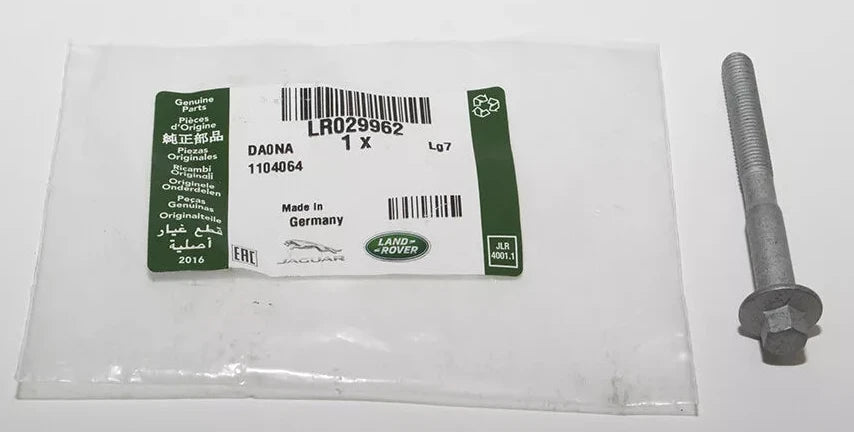 Genuine
Parts
Pièces
d'Origine
純正部品
Piezas
Originales
Ricambi
Originali
Originele
Onderdelen
Peças
Genuínas
Originalteile
قطع غيار
أصلية
2016
LR029962
1 x
Lg7
DA0NA
1104064
Made in
Germany
EAC
JAGUAR
LAND-
ROVER
JLR
4001.1